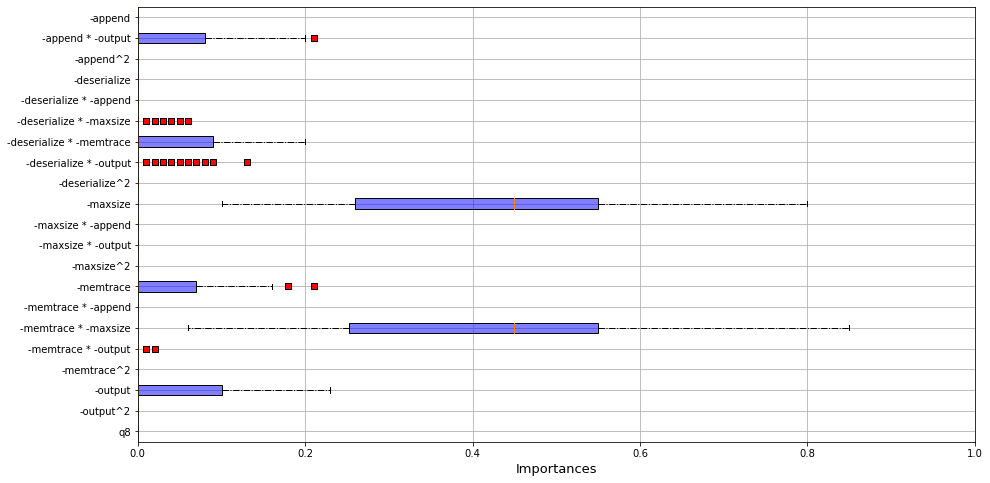 -append
-append * -output
-append^2
-deserialize
-deserialize * -append
-deserialize * -maxsize
-deserialize * -memtrace
-deserialize * -output
-deserialize^2
-maxsize
-maxsize * -append
-maxsize * -output
-maxsize^2
-memtrace
-memtrace * -append
-memtrace * -maxsize
-memtrace * -output
-memtrace^2
-output
-output^2
q8
0.0 0.2 0.4 0.6 0.8 1.0
Importances